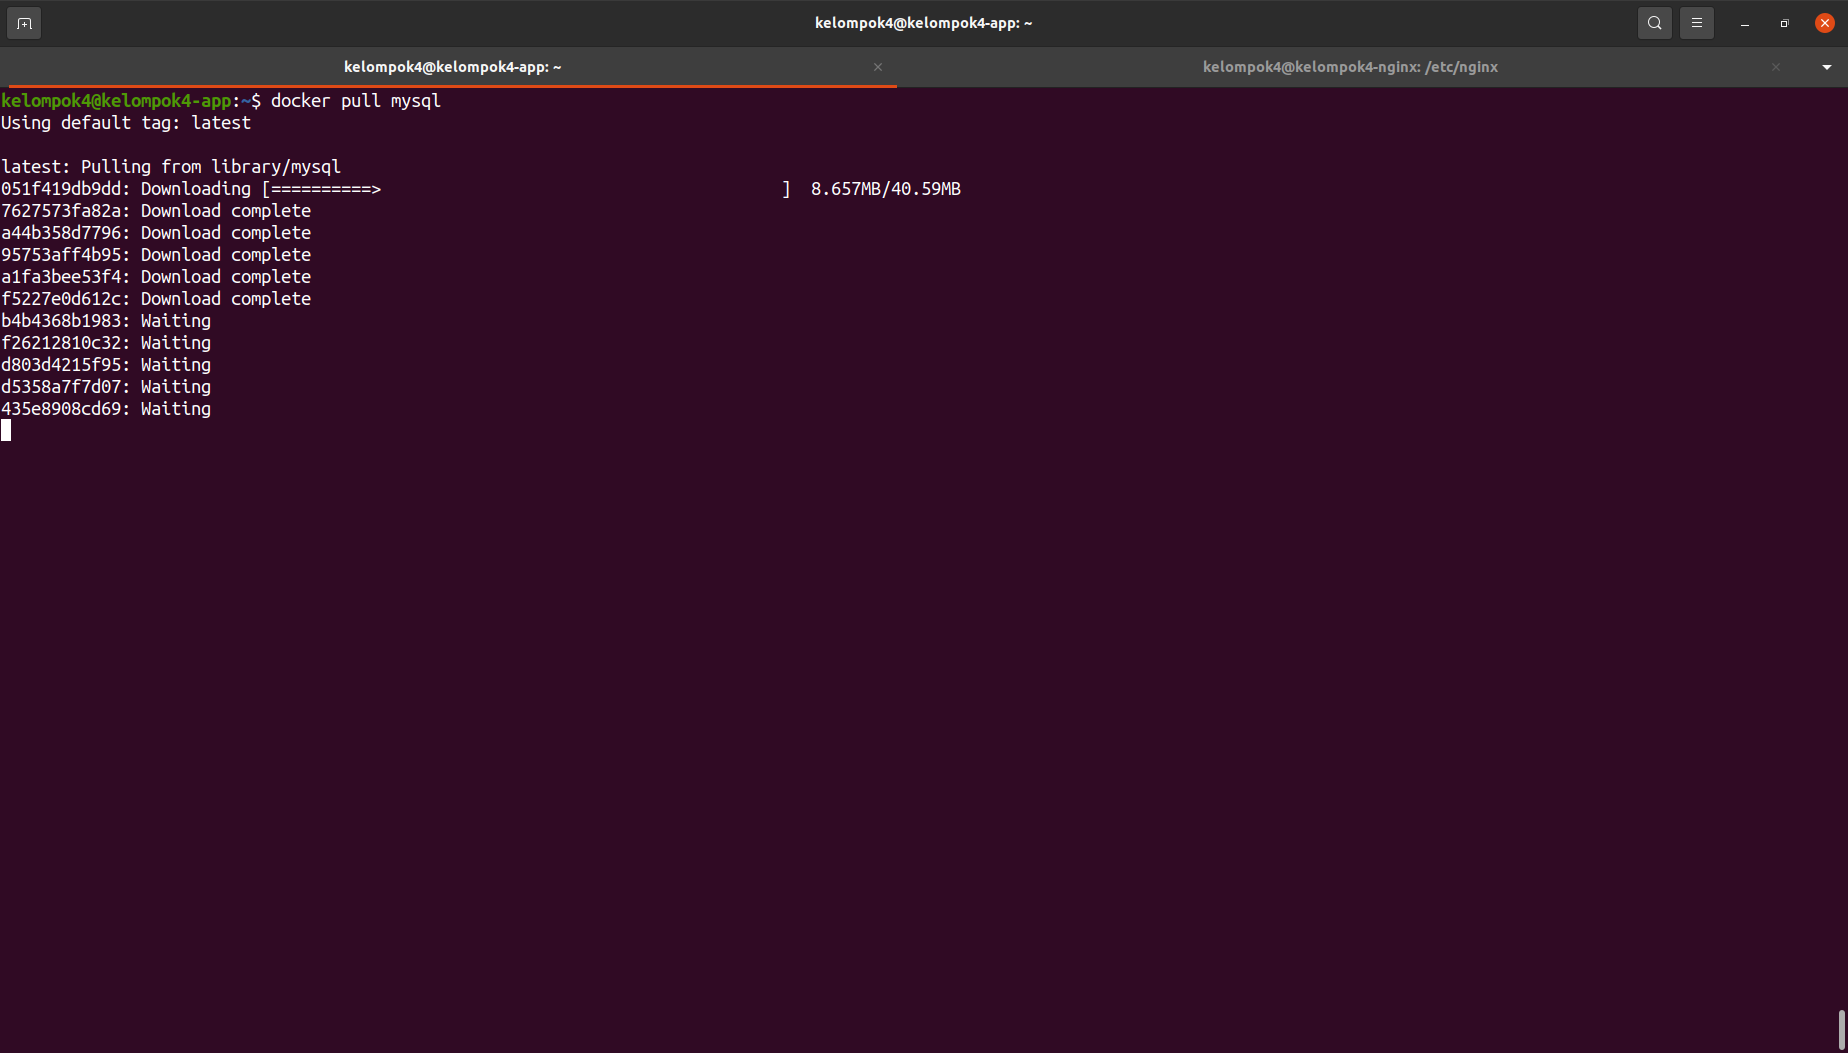 kelompok4@kelompok4-app: ~
kelompok4@kelompok4-app: ~
kelompok4@kelompok4-nginx: /etc/nginx
kelompok4@kelompok4-app:~$ docker pull mysql
Using default tag: latest
latest: Pulling from library/mysql
051f419db9dd: Downloading [==========>                                        ]  8.657MB/40.59MB
7627573fa82a: Download complete
a44b358d7796: Download complete
95753aff4b95: Download complete
a1fa3bee53f4: Download complete
f5227e0d612c: Download complete
b4b4368b1983: Waiting
f26212810c32: Waiting
d803d4215f95: Waiting
d5358a7f7d07: Waiting
435e8908cd69: Waiting